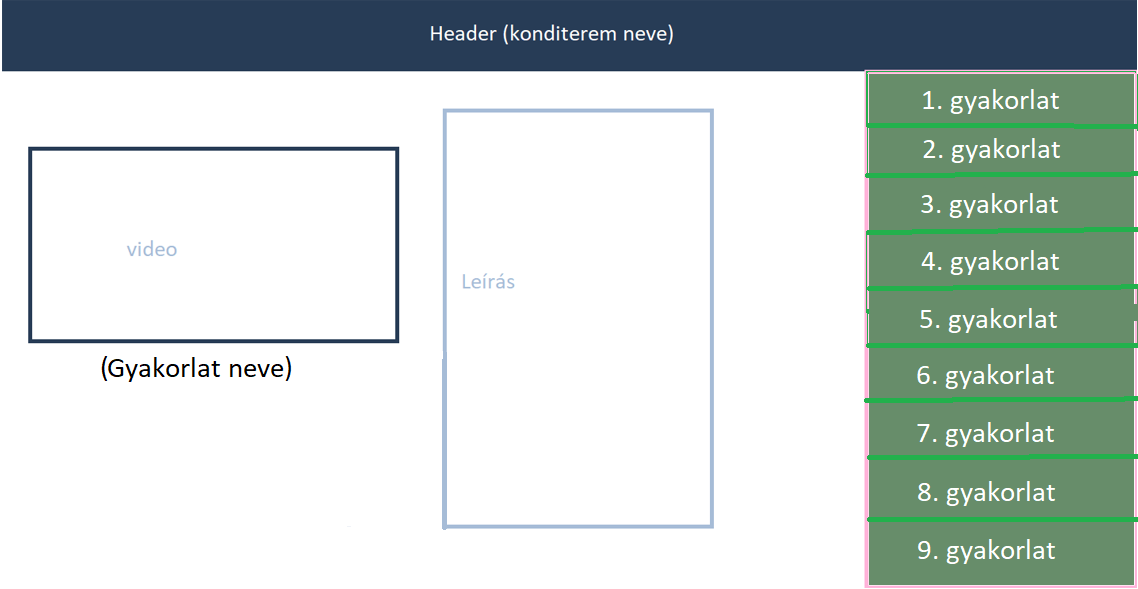 Header (konditerem neve)
video
(Gyakorlat neve)
Leírás
1. gyakorlat
2. gyakorlat
3. gyakorlat
4. gyakorlat
5. gyakorlat
6. gyakorlat
7. gyakorlat
8. gyakorlat
9. gyakorlat